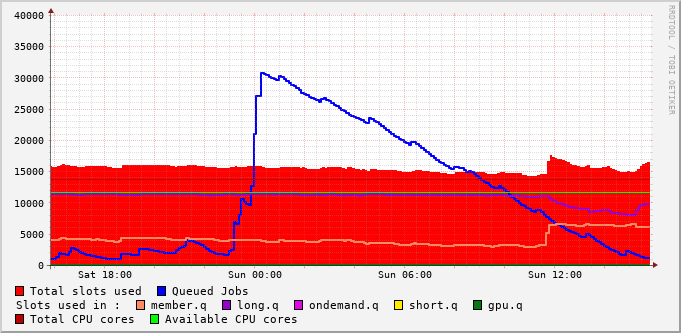 40000
35000
30000
25000
20000
15000
10000
5000
0
Sat 18:00 Sun 00:00 Sun 06:00 Sun 12:00
RRDTOOL / TOBI OETIKER
Total slots used Queued Jobs
Slots used in : member.q long.q ondemand.q short.q gpu.q
Total CPU cores Available CPU cores